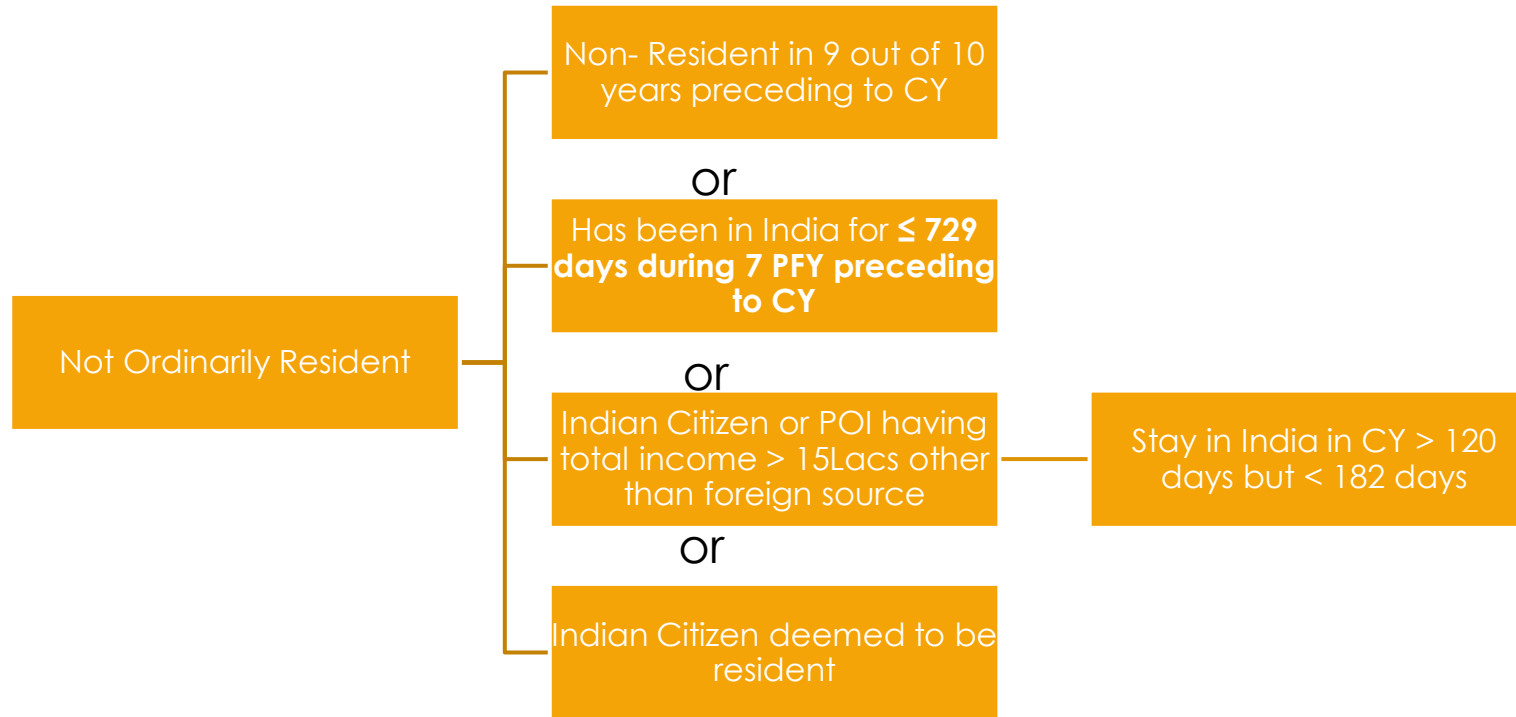 Non- Resident in 9 out of 10
years preceding to CY
or
Has been in India for ≤ 729
days during 7 PFY preceding
to CY
Not Ordinarily Resident
or
Indian Citizen or POI having
total income > 15Lacs other
than foreign source
Stay in India in CY > 120
days but < 182 days
or
Indian Citizen deemed to be
resident